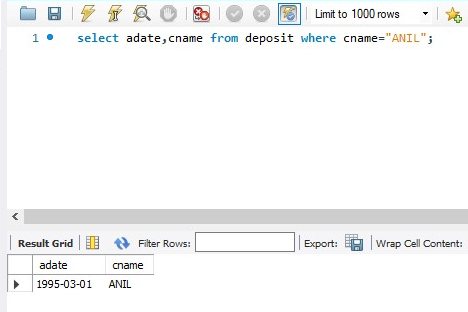 Limit to 1000 rows
1 select adate,cname from deposit where cname="ANIL";
Result Grid Filter Rows: Export: Wrap Cell Content:
adate cname
1995-03-01 ANIL